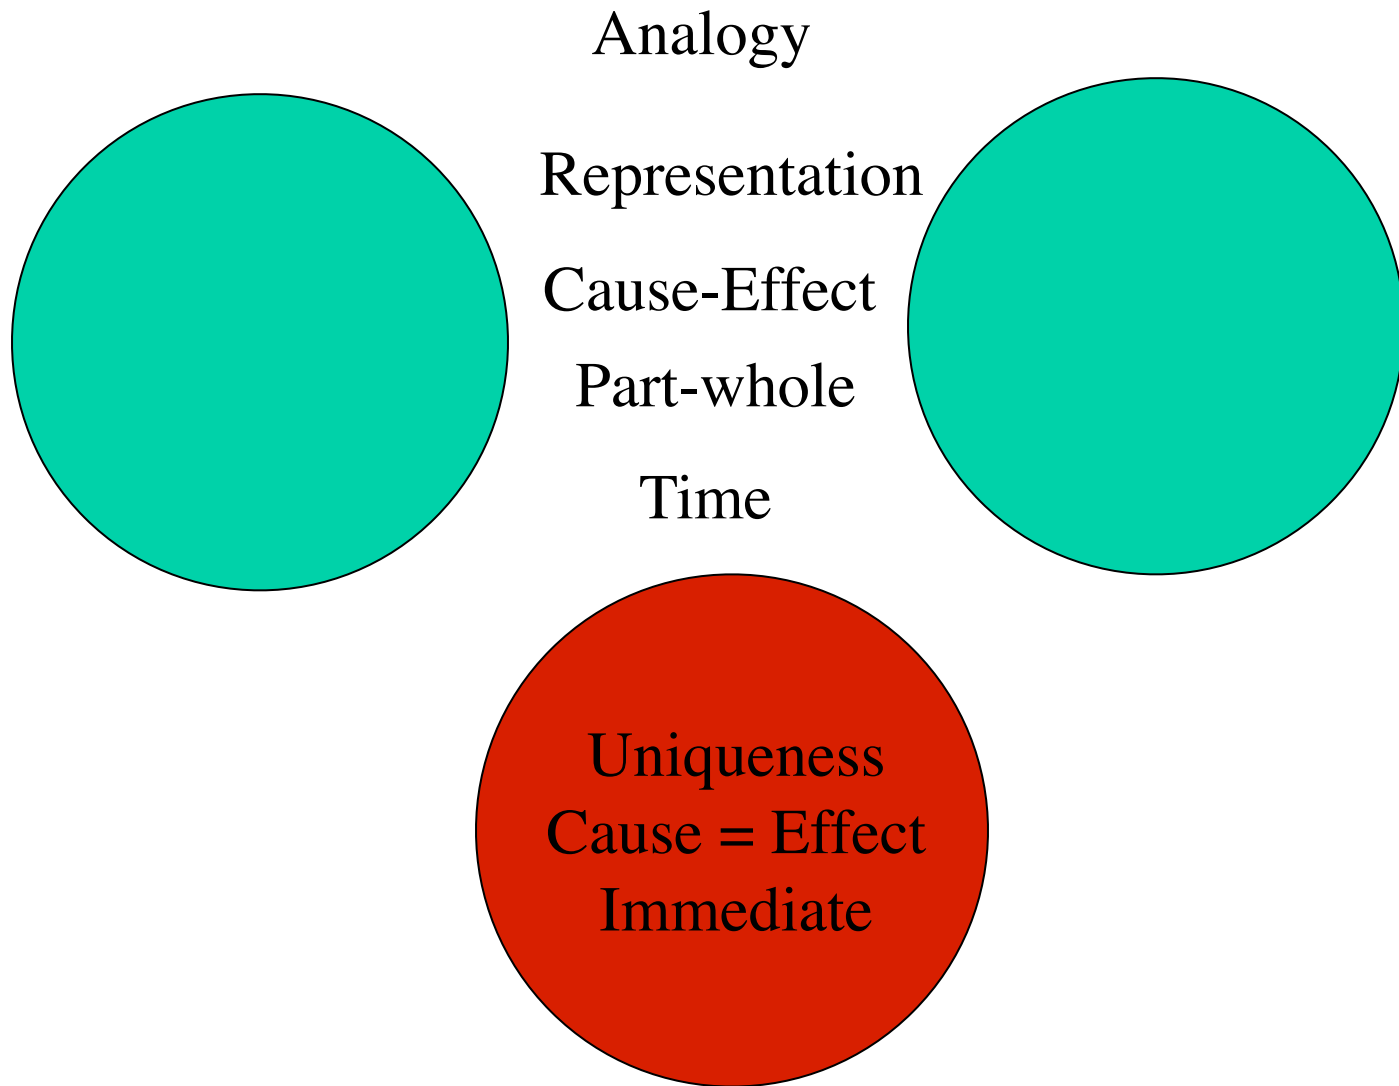 Analogy
Representation
Cause-Effect
Part-whole
Time
Uniqueness
Cause = Effect
Immediate